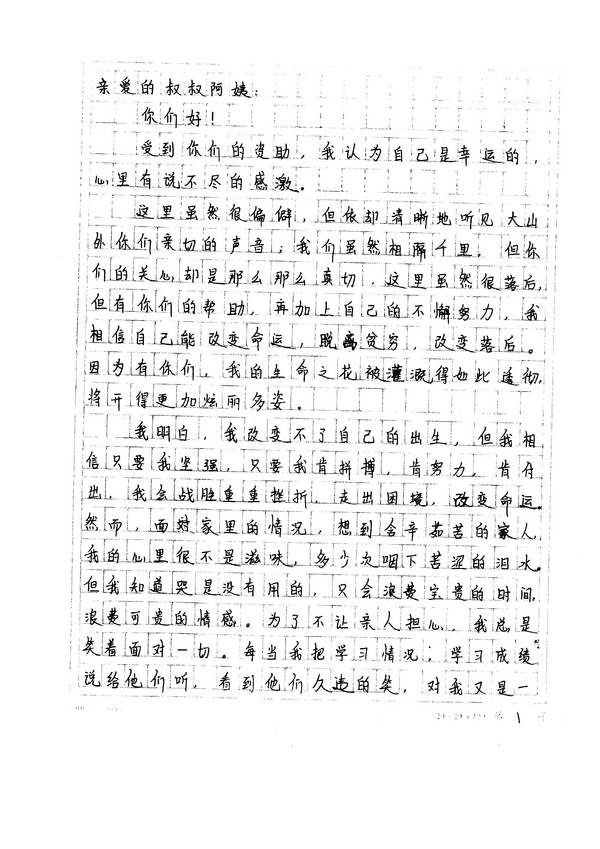 亲爱的叔叔阿姨：
你们好！
受到你们的资助，我认为自己是幸运的，
心里有说不尽的感激。
这里虽然很偏僻，但依却清晰地听见大山
外你们亲切的声音；我们虽然相隔千里，但你
们的关心却是那么那么真切，这里虽然很落后，
但有你们的帮助，再加上自己的不懈努力，我
相信自己能改变命运，脱离贫穷，改变落后。
因为有你们，我的生命之花被灌溉得如此透彻，
将开得更加炫丽多姿。
我明白，我改变不了自己的出生，但我相
信只要我坚强，只要我肯拼搏，肯努力，肯付
出，我会战胜重重挫折，走出困境，改变命运。
然而，面对家里的情况，想到含辛茹苦的家人，
我的心里很不是滋味，多少次咽下苦涩的泪水。
但我知道哭是没有用的，只会浪费宝贵的时间，
浪费可贵的情感。为了不让亲人担心，我总是
笑着面对一切。每当我把学习情况，学习成绩
说给他们听，看到他们久违的笑，对我又是一
第 1 页